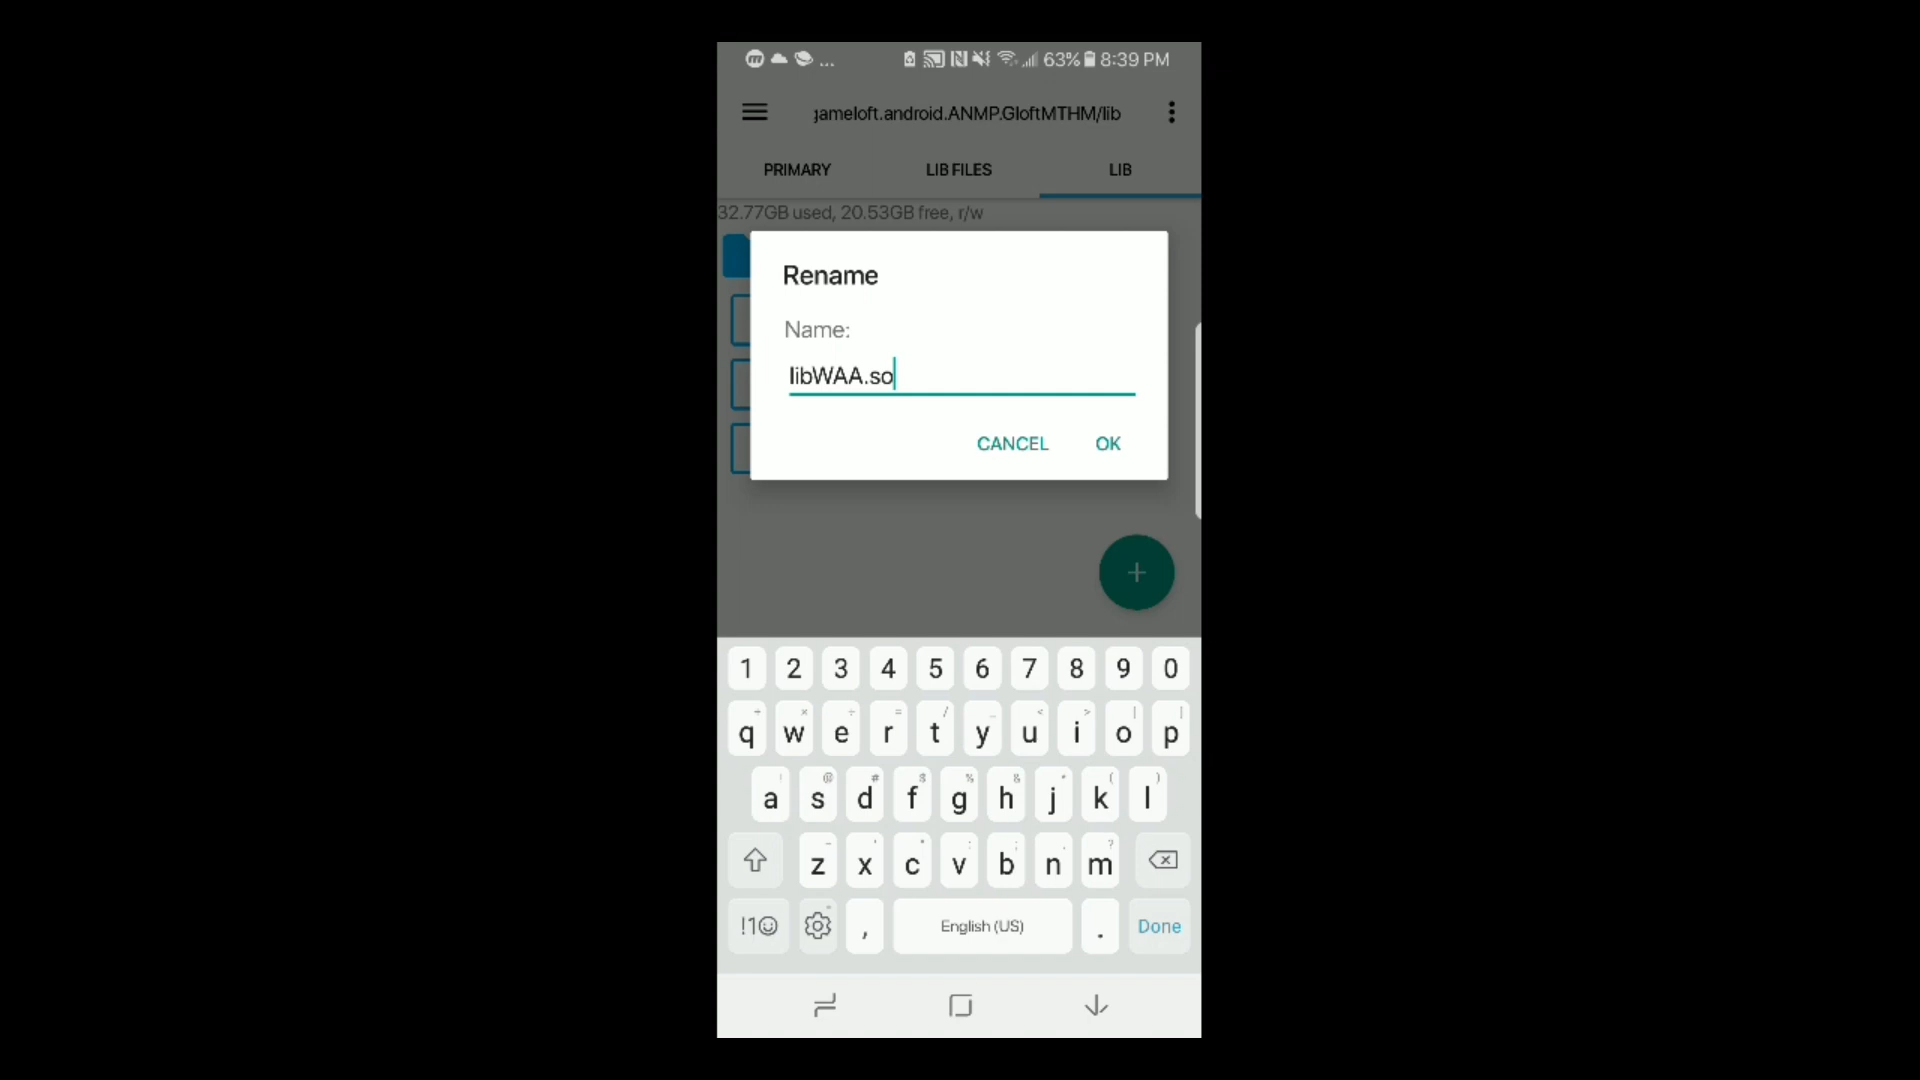 ... 63% 8:39 PM
gameloft.android.ANMP.GloftMTHM/lib
PRIMARY LIB FILES LIB
32.77GB used, 20.53GB free, r/w
Rename
Name:
libWAA.so
CANCEL OK
+
1 2 3 4 5 6 7 8 9 0
q w e r t y u i o p
a s d f g h j k l
z x c v b n m
!1☺ , English (US) . Done